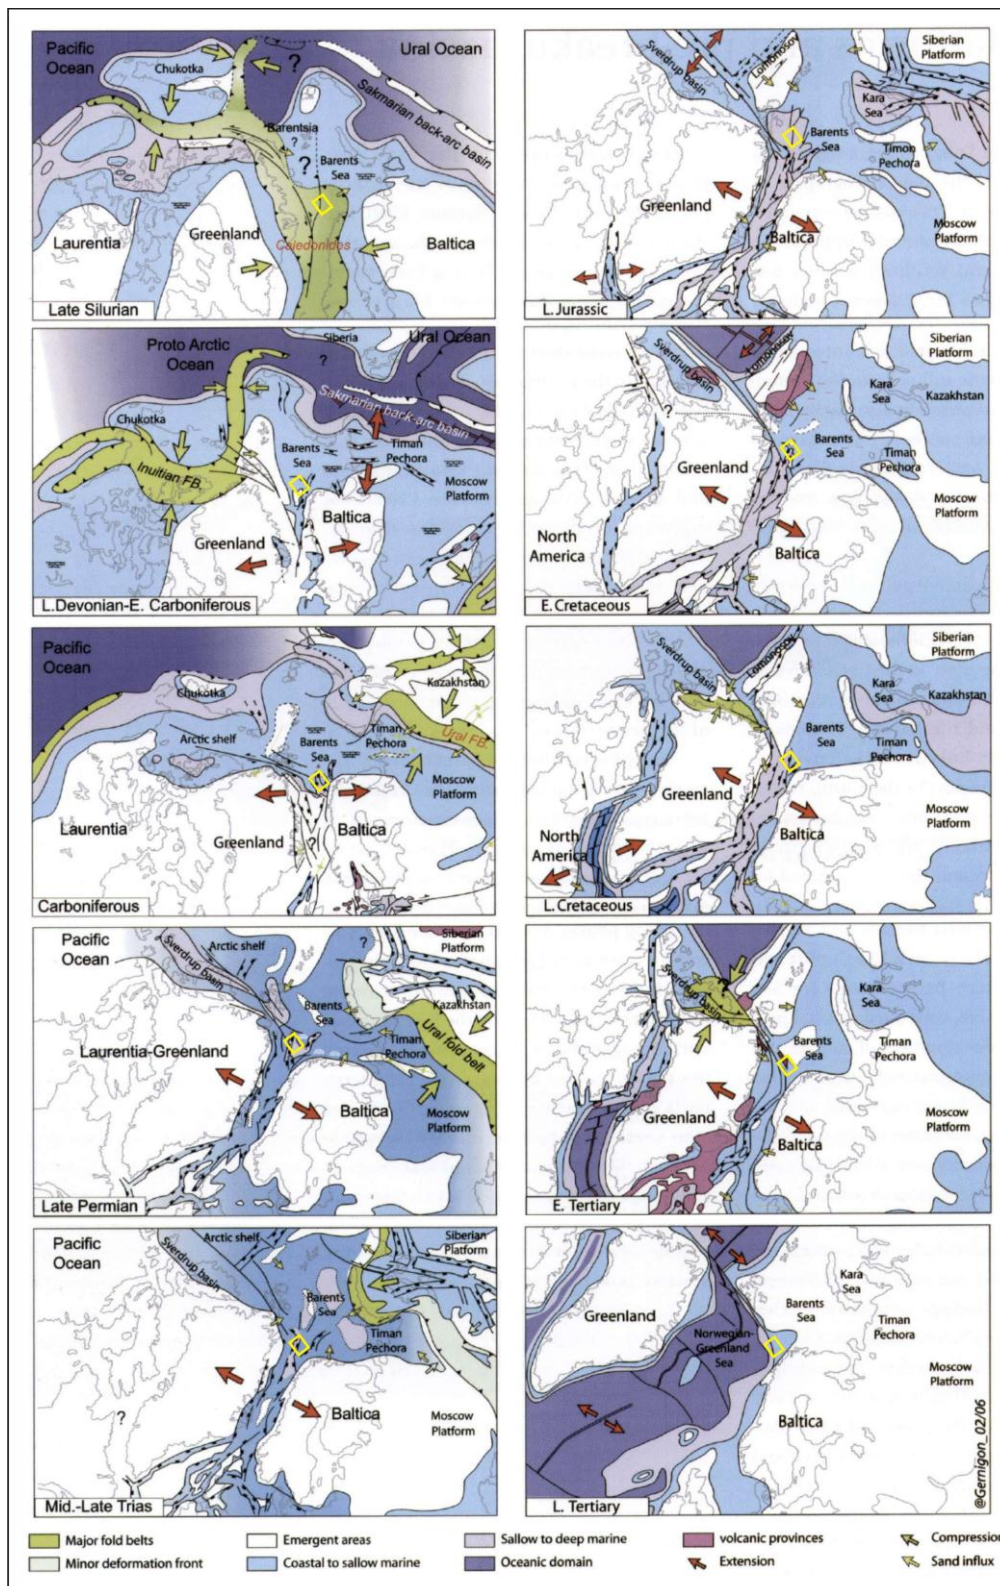 Pacific
Ocean
Chukotka
?
Ural Ocean
Sakmarian back-arc basin
Barentsia
?
?
Barents
Sea
Laurentia
Greenland
Caledonides
Baltica
Late Silurian
Proto Arctic
Ocean
Siberia
?
Ural Ocean
Sakmarian back-arc basin
Chukotka
Inuitian FB.
Barents
Sea
Timan
Pechora
Moscow
Platform
Greenland
Baltica
L.Devonian-E. Carboniferous
Pacific
Ocean
Chukotka
Kazakhstan
Ural FB.
Arctic shelf
Barents
Sea
Timan
Pechora
Moscow
Platform
Laurentia
Greenland
?
Baltica
Carboniferous
Pacific
Ocean
Sverdrup basin
Arctic shelf
?
Siberian
Platform
Barents
Sea
Kazakhstan
Ural fold belt
Timan
Pechora
Laurentia-Greenland
Baltica
Moscow
Platform
Late Permian
Pacific
Ocean
Sverdrup basin
Arctic shelf
Siberian
Platform
Barents
Sea
Timan
Pechora
?
Baltica
Moscow
Platform
Mid.-Late Trias
Sverdrup basin
Lomonosov
Siberian
Platform
Kara
Sea
Barents
Sea
Timan
Pechora
Greenland
Baltica
Moscow
Platform
L. Jurassic
Sverdrup basin
Lomonosov
Siberian
Platform
Kara
Sea
Kazakhstan
?
Barents
Sea
Timan
Pechora
Greenland
Moscow
Platform
North
America
Baltica
E. Cretaceous
Sverdrup basin
Lomonosov
Siberian
Platform
Kara
Sea
Kazakhstan
Barents
Sea
Timan
Pechora
Greenland
North
America
Baltica
Moscow
Platform
L. Cretaceous
Sverdrup basin
?
Kara
Sea
Barents
Sea
Timan
Pechora
Greenland
Baltica
Moscow
Platform
E. Tertiary
Greenland
Kara
Sea
Barents
Sea
Timan
Pechora
Norwegian-
Greenland
Sea
Moscow
Platform
Baltica
L. Tertiary
@Gernigon_02/06
Major fold belts
Emergent areas
Sallow to deep marine
volcanic provinces
Compression
Minor deformation front
Coastal to sallow marine
Oceanic domain
Extension
Sand influx